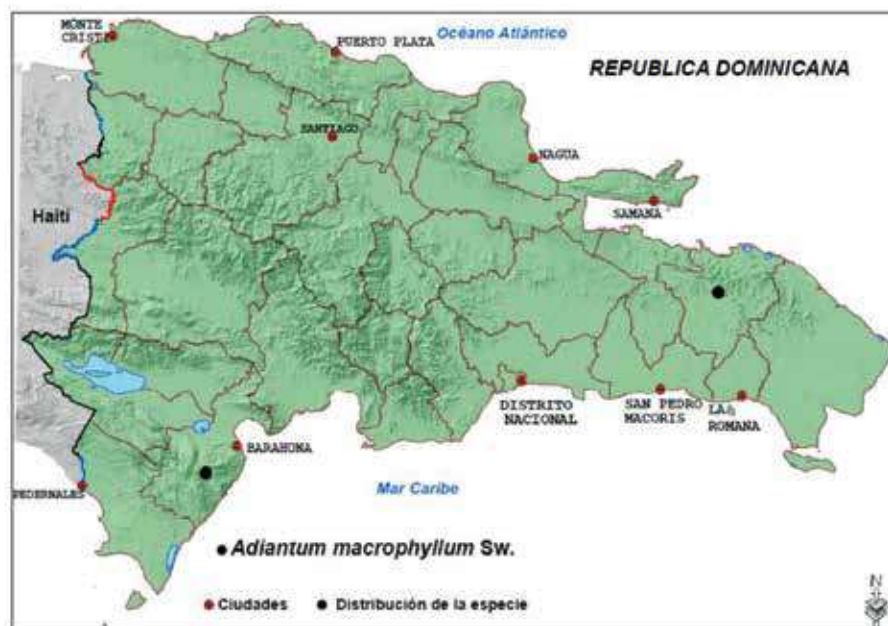 MONTE
CRISTI
PUERTO PLATA
Océano Atlántico
REPUBLICA DOMINICANA
SANTIAGO
NAGUA
SAMANA
Haití
DISTRITO
NACIONAL
SAN PEDRO
MACORIS
LA
ROMANA
BARAHONA
PEDERNALES
Mar Caribe
Adiantum macrophyllum Sw.
Ciudades
Distribución de la especie
N